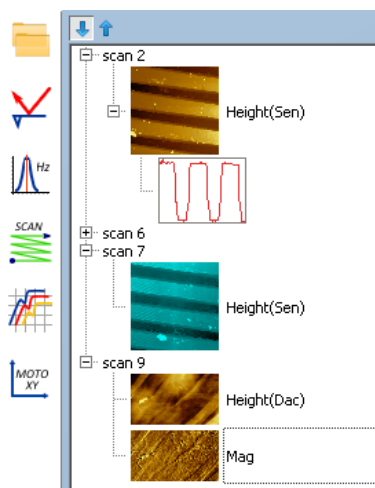 scan 2
Height(Sen)
Hz
SCAN
scan 6
scan 7
Height(Sen)
scan 9
MOTO
XY
Height(Dac)
Mag